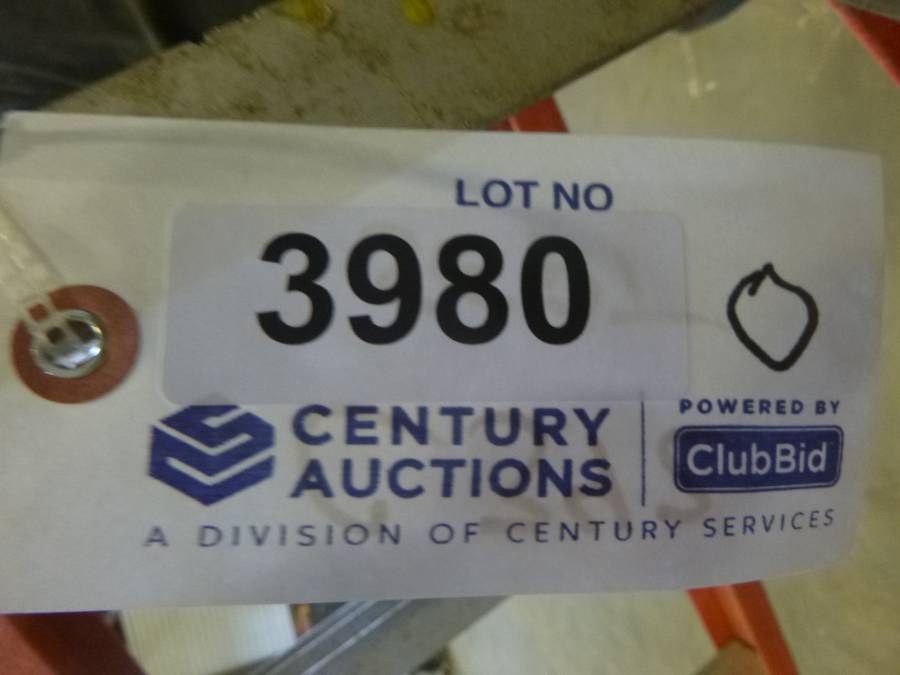 LOT NO
3980
CENTURY
AUCTIONS
POWERED BY
ClubBid
A DIVISION OF CENTURY SERVICES